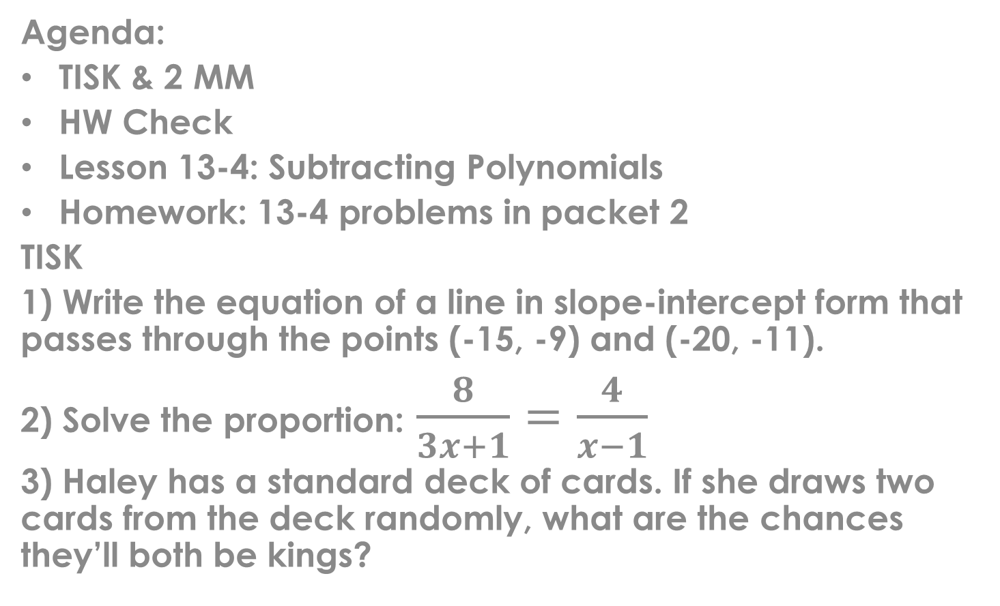 Agenda:
• TISK & 2 MM
• HW Check
• Lesson 13-4: Subtracting Polynomials
• Homework: 13-4 problems in packet 2
TISK
1) Write the equation of a line in slope-intercept form that
passes through the points (-15, -9) and (-20, -11).
2) Solve the proportion: 8/(3x+1) = 4/(x−1)
3) Haley has a standard deck of cards. If she draws two
cards from the deck randomly, what are the chances
they’ll both be kings?